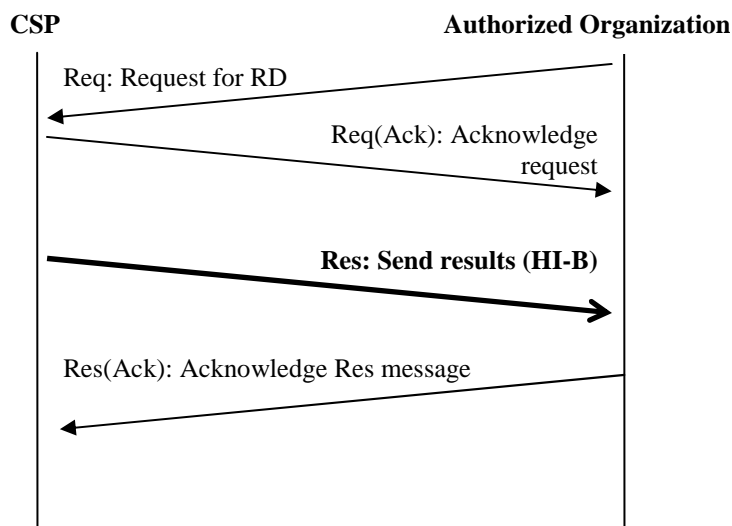 CSP
Authorized Organization
Req: Request for RD
Req(Ack): Acknowledge
request
Res: Send results (HI-B)
Res(Ack): Acknowledge Res message